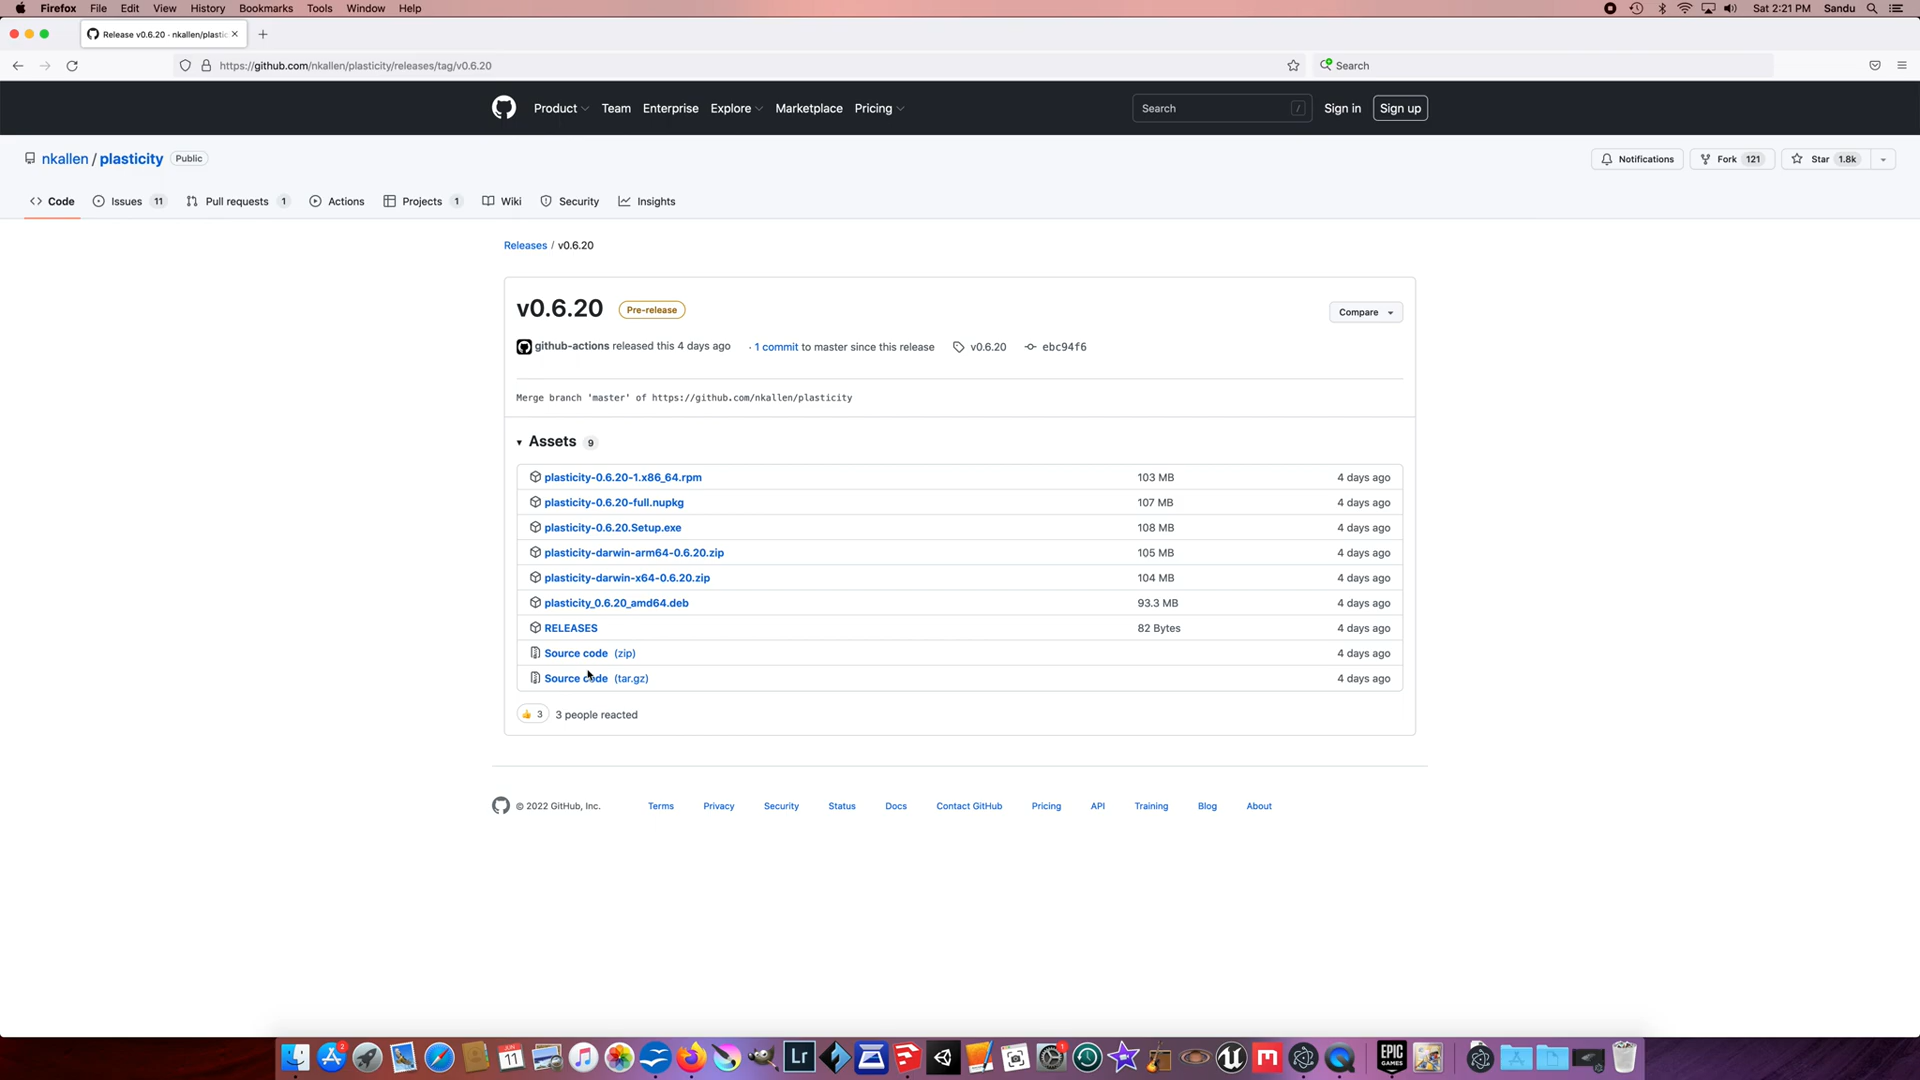 Firefox File Edit View History Bookmarks Tools Window Help Sat 2:21 PM Sandu
Release v0.6.20 · nkallen/plastic
https://github.com/nkallen/plasticity/releases/tag/v0.6.20 Search
Product Team Enterprise Explore Marketplace Pricing Search / Sign in Sign up
nkallen / plasticity Public Notifications Fork 121 Star 1.8k
Code Issues 11 Pull requests 1 Actions Projects 1 Wiki Security Insights
Releases / v0.6.20
v0.6.20 Pre-release Compare
github-actions released this 4 days ago · 1 commit to master since this release v0.6.20 ebc94f6
Merge branch 'master' of https://github.com/nkallen/plasticity
Assets 9
plasticity-0.6.20-1.x86_64.rpm 103 MB 4 days ago
plasticity-0.6.20-full.nupkg 107 MB 4 days ago
plasticity-0.6.20.Setup.exe 108 MB 4 days ago
plasticity-darwin-arm64-0.6.20.zip 105 MB 4 days ago
plasticity-darwin-x64-0.6.20.zip 104 MB 4 days ago
plasticity_0.6.20_amd64.deb 93.3 MB 4 days ago
RELEASES 82 Bytes 4 days ago
Source code (zip) 4 days ago
Source code (tar.gz) 4 days ago
3 3 people reacted
© 2022 GitHub, Inc. Terms Privacy Security Status Docs Contact GitHub Pricing API Training Blog About
2 JUN 11 Lr 1 EPIC GAMES